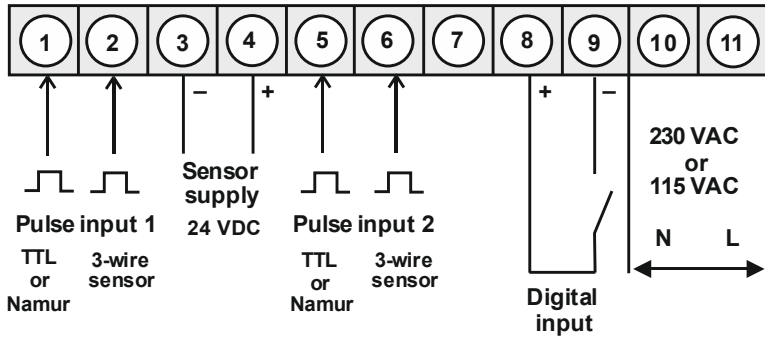 1 2 3 4 5 6 7 8 9 10 11
– + + –
230 VAC
or
115 VAC
N L
Sensor
supply
24 VDC
Pulse input 1
TTL
or
Namur
3-wire
sensor
Pulse input 2
TTL
or
Namur
3-wire
sensor
Digital
input